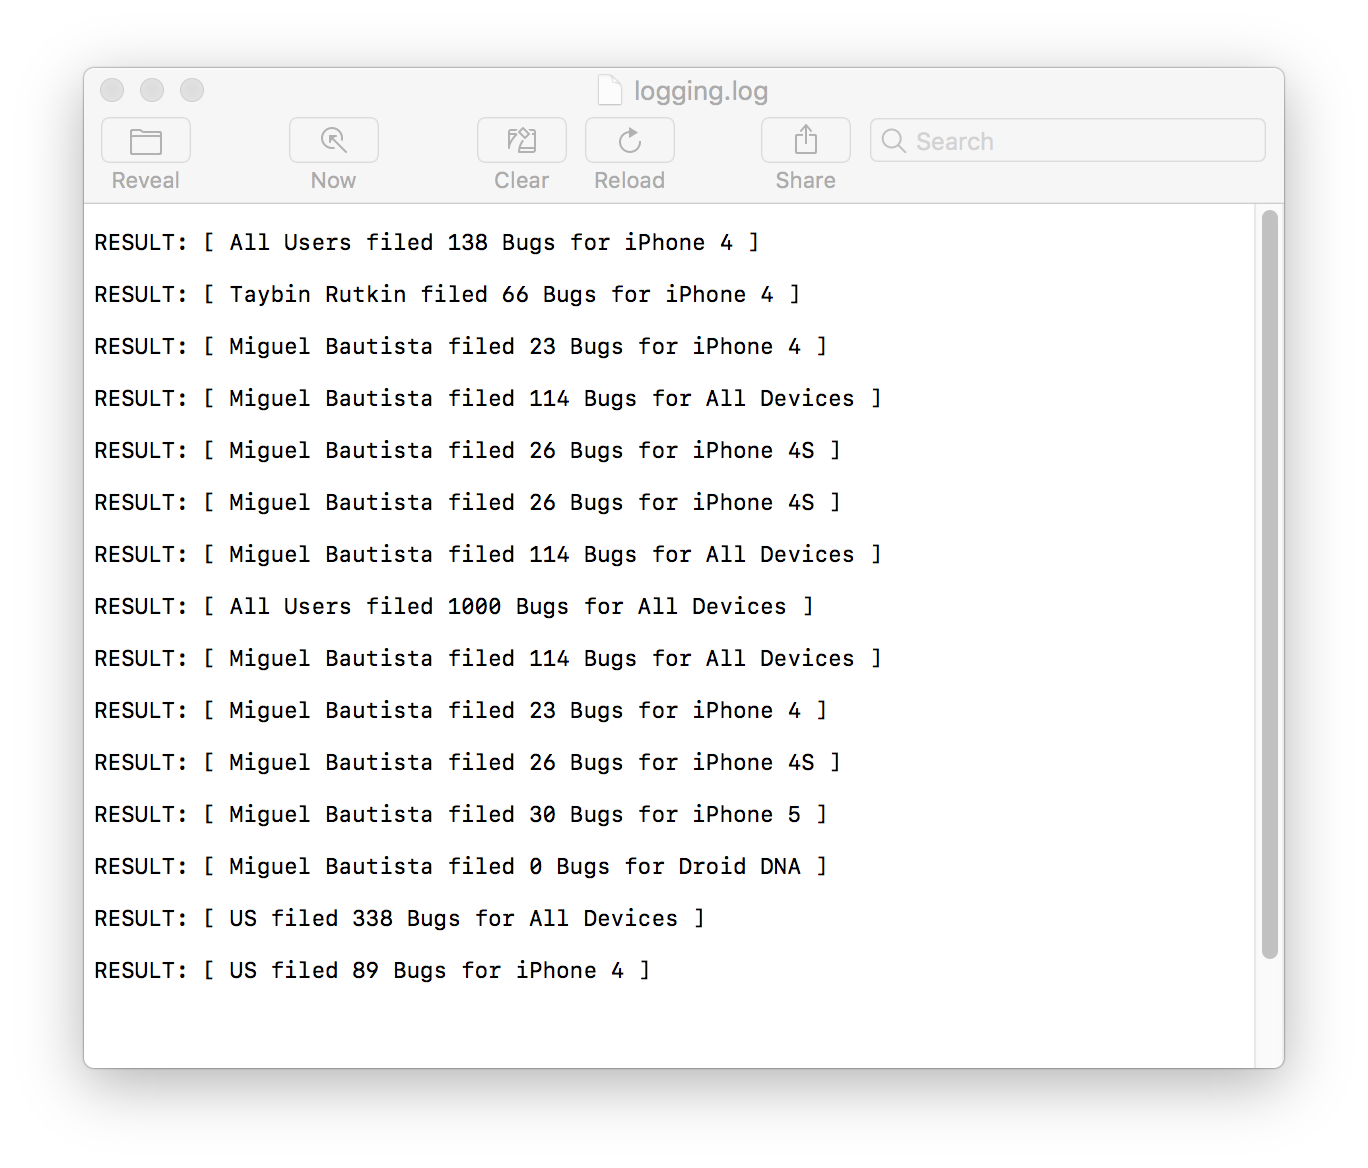 logging.log
Reveal Now Clear Reload Share Search
RESULT: [ All Users filed 138 Bugs for iPhone 4 ]
RESULT: [ Taybin Rutkin filed 66 Bugs for iPhone 4 ]
RESULT: [ Miguel Bautista filed 23 Bugs for iPhone 4 ]
RESULT: [ Miguel Bautista filed 114 Bugs for All Devices ]
RESULT: [ Miguel Bautista filed 26 Bugs for iPhone 4S ]
RESULT: [ Miguel Bautista filed 26 Bugs for iPhone 4S ]
RESULT: [ Miguel Bautista filed 114 Bugs for All Devices ]
RESULT: [ All Users filed 1000 Bugs for All Devices ]
RESULT: [ Miguel Bautista filed 114 Bugs for All Devices ]
RESULT: [ Miguel Bautista filed 23 Bugs for iPhone 4 ]
RESULT: [ Miguel Bautista filed 26 Bugs for iPhone 4S ]
RESULT: [ Miguel Bautista filed 30 Bugs for iPhone 5 ]
RESULT: [ Miguel Bautista filed 0 Bugs for Droid DNA ]
RESULT: [ US filed 338 Bugs for All Devices ]
RESULT: [ US filed 89 Bugs for iPhone 4 ]